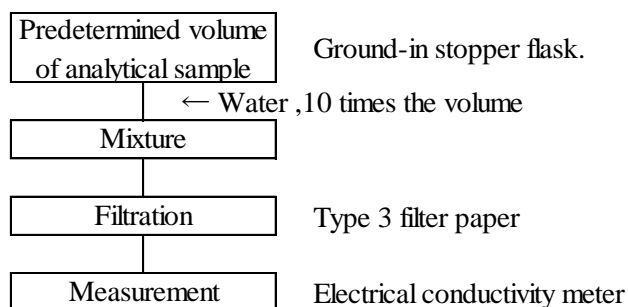 Predetermined volume
of analytical sample
Ground-in stopper flask.
← Water ,10 times the volume
Mixture
Filtration
Type 3 filter paper
Measurement
Electrical conductivity meter